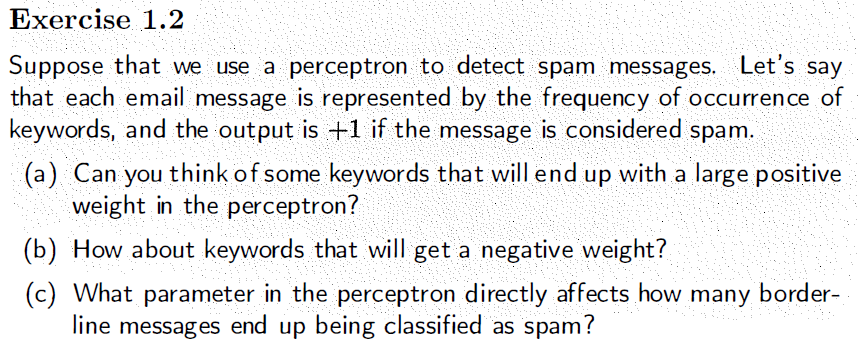 Exercise 1.2
Suppose that we use a perceptron to detect spam messages. Let's say
that each email message is represented by the frequency of occurrence of
keywords, and the output is +1 if the message is considered spam.
(a) Can you think of some keywords that will end up with a large positive
weight in the perceptron?
(b) How about keywords that will get a negative weight?
(c) What parameter in the perceptron directly affects how many border-
line messages end up being classified as spam?